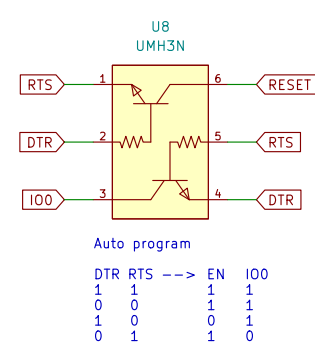 U8
UMH3N
RTS 1 6 RESET
DTR 2 5 RTS
IO0 3 4 DTR
Auto program
DTR RTS --> EN IO0
1 1 1 1
0 0 1 1
1 0 0 1
0 1 1 0